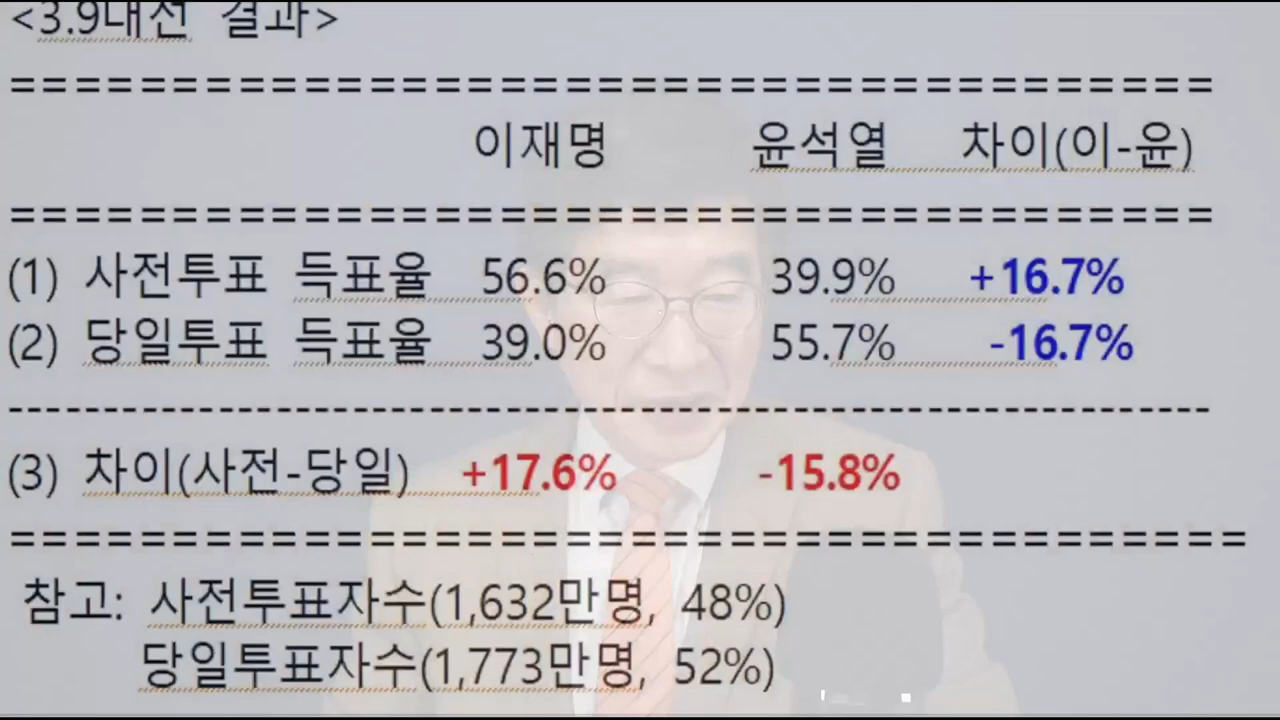 <3.9대선 결과>
=====================================
이재명 윤석열 차이(이-윤)
=====================================
(1) 사전투표 득표율 56.6% 39.9% +16.7%
(2) 당일투표 득표율 39.0% 55.7% -16.7%
--------------------------------------------------------------------------------
(3) 차이(사전-당일) +17.6% -15.8%
======================================
참고: 사전투표자수(1,632만명, 48%)
당일투표자수(1,773만명, 52%)